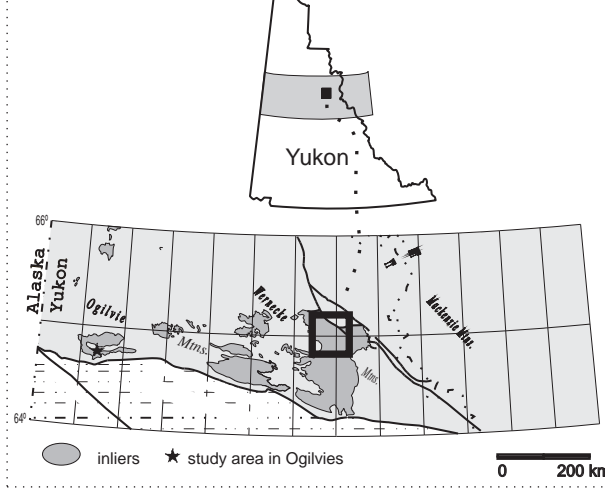 Yukon
66°
Alaska
Yukon
Ogilvie
Mtns.
Wernecke
Mtns.
Mackenzie Mtns.
64°
inliers
study area in Ogilvies
0 200 km